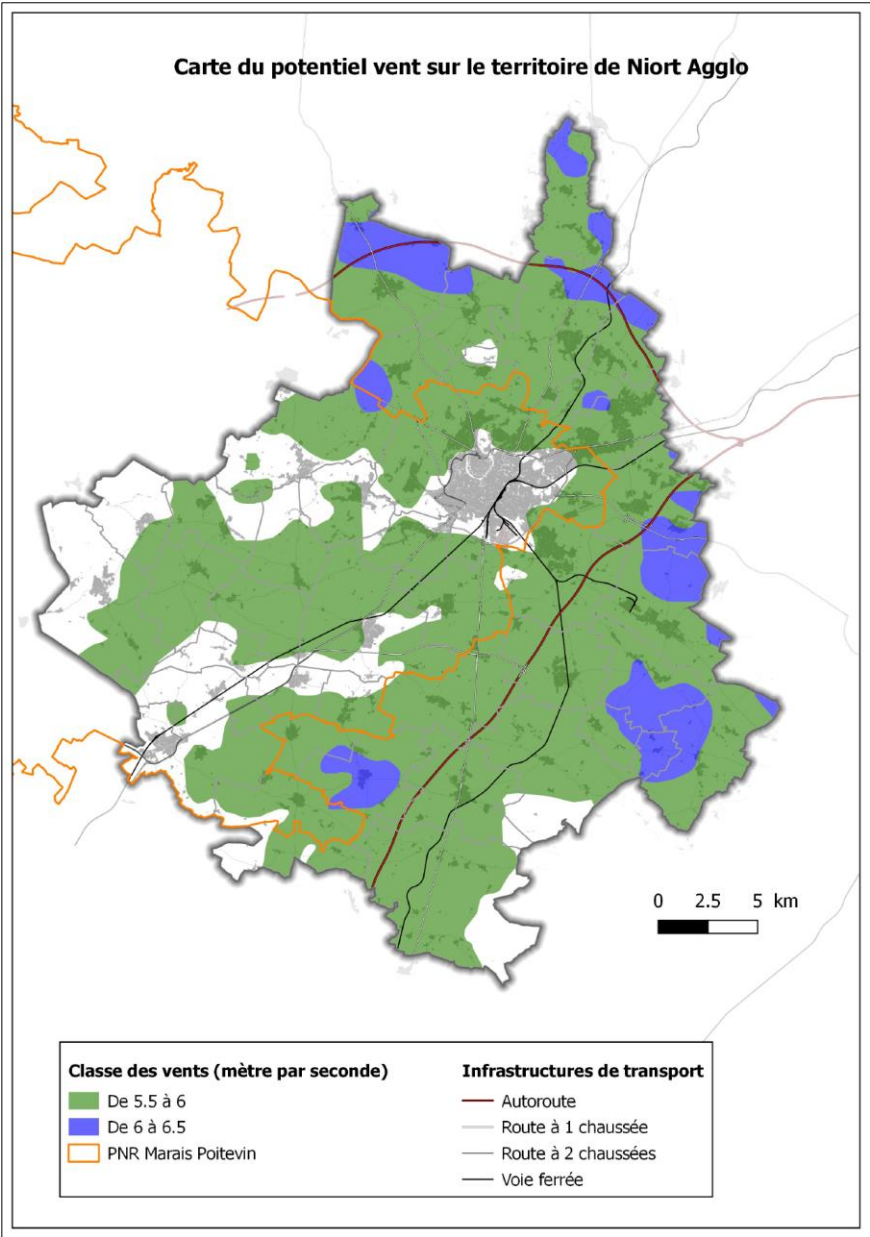 Carte du potentiel vent sur le territoire de Niort Agglo
0 2.5 5 km
Classe des vents (mètre par seconde)
De 5.5 à 6
De 6 à 6.5
PNR Marais Poitevin
Infrastructures de transport
Autoroute
Route à 1 chaussée
Route à 2 chaussées
Voie ferrée